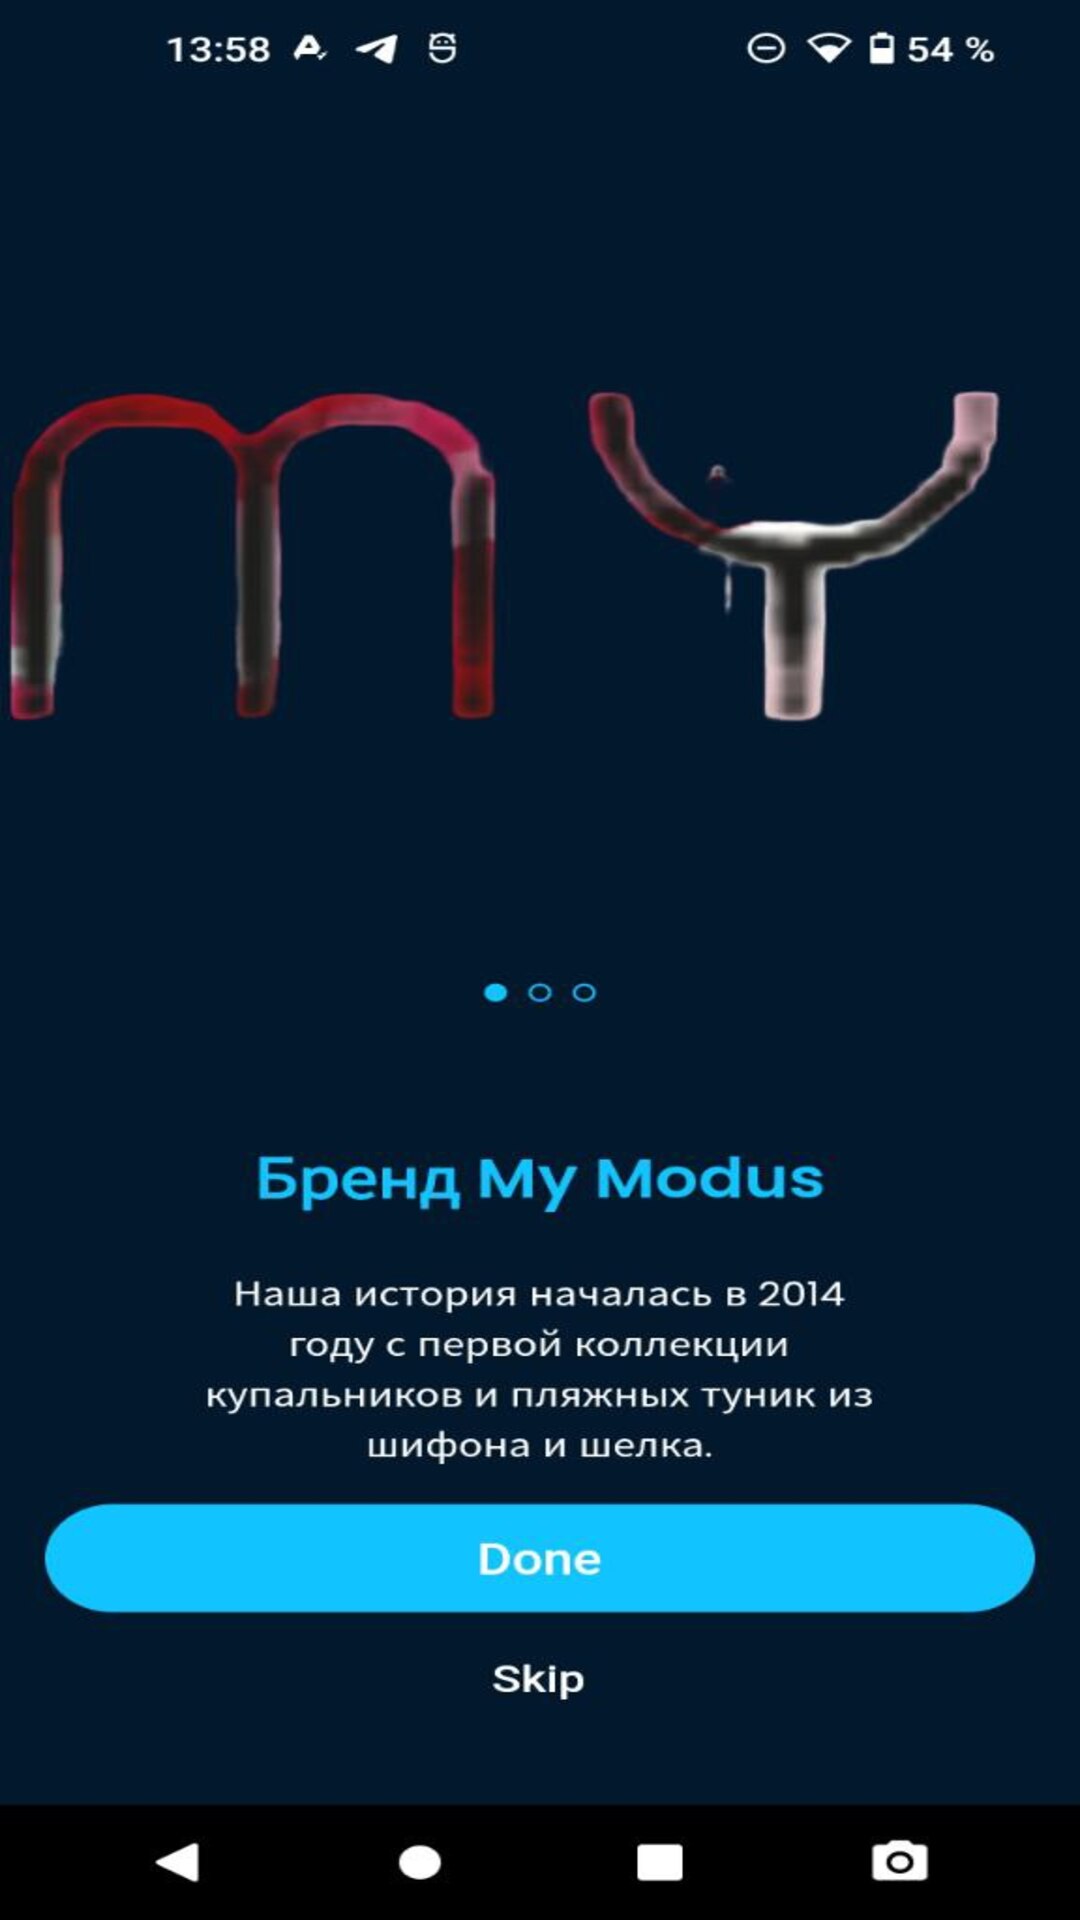 13:58
54 %
my
Бренд My Modus
Наша история началась в 2014
году с первой коллекции
купальников и пляжных туник из
шифона и шелка.
Done
Skip